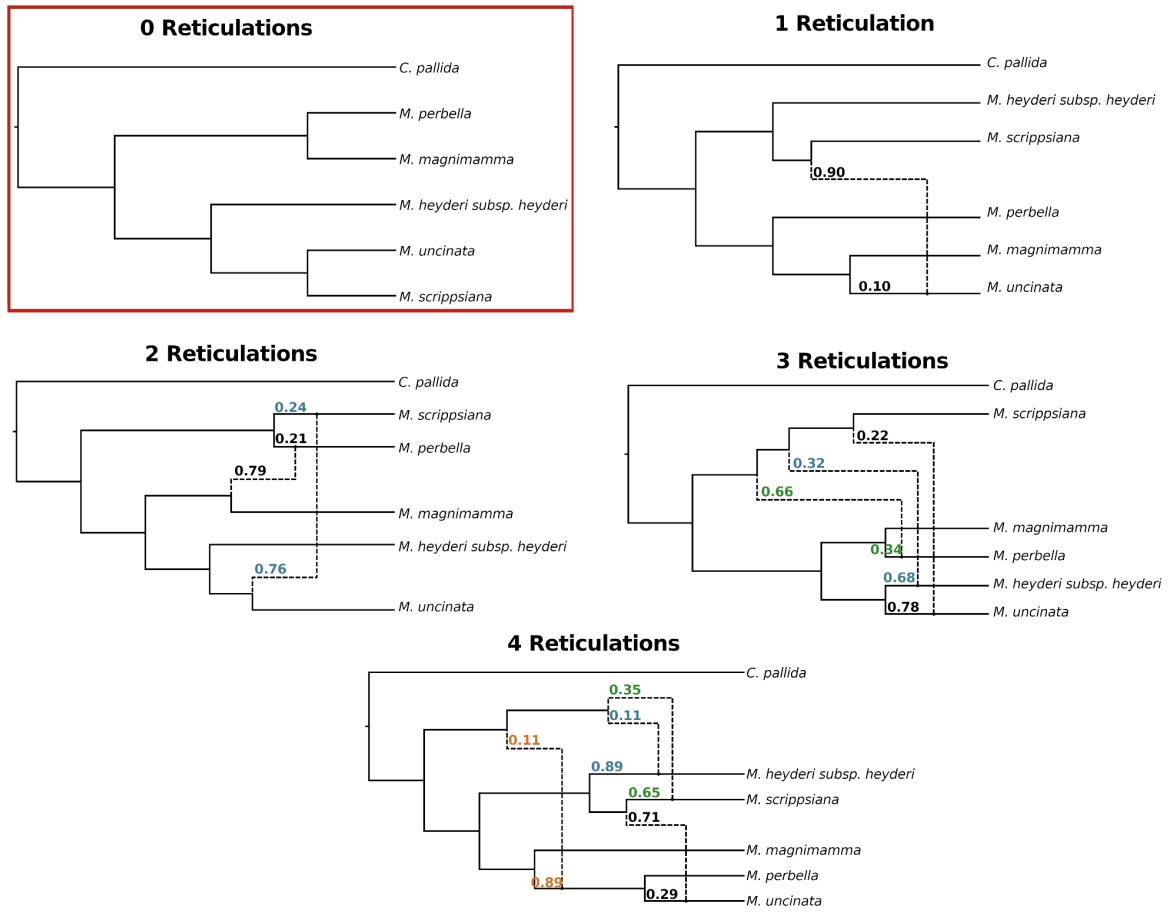 0 Reticulations
C. pallida
M. perbella
M. magnimamma
M. heyderi subsp. heyderi
M. uncinata
M. scrippsiana
1 Reticulation
C. pallida
M. heyderi subsp. heyderi
M. scrippsiana
0.90
M. perbella
M. magnimamma
0.10
M. uncinata
2 Reticulations
C. pallida
0.24
M. scrippsiana
0.21
M. perbella
0.79
M. magnimamma
M. heyderi subsp. heyderi
0.76
M. uncinata
3 Reticulations
C. pallida
M. scrippsiana
0.22
0.32
0.66
M. magnimamma
0.34
M. perbella
0.68
M. heyderi subsp. heyderi
0.78
M. uncinata
4 Reticulations
C. pallida
0.35
0.11
0.11
0.89
M. heyderi subsp. heyderi
0.65
M. scrippsiana
0.71
M. magnimamma
0.89
M. perbella
0.29
M. uncinata